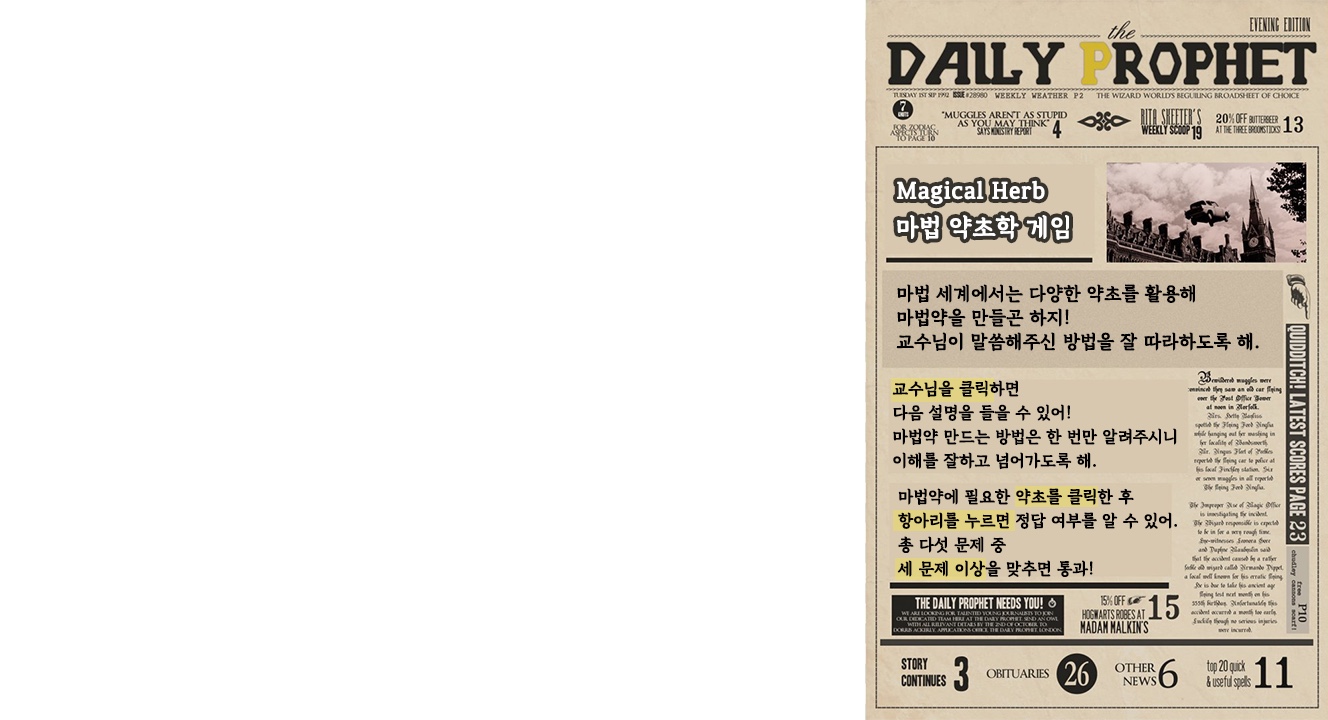 EVENING EDITION
the
DAILY PROPHET
TUESDAY 1ST SEP 1992 ISSUE #28980 WEEKLY WEATHER P2 THE WIZARD WORLD'S BEGUILING BROADSHEET OF CHOICE
7
FOR ZODIAC
ASPECTS TURN
TO PAGE 10
"MUGGLES AREN'T AS STUPID
AS YOU MAY THINK"
SAYS MINISTRY REPORT 4
RITA SKEETER'S
WEEKLY SCOOP 19
20% OFF BUTTERBEER
AT THE THREE BROOMSTICKS! 13
Magical Herb
마법 약초학 게임
마법 세계에서는 다양한 약초를 활용해
마법약을 만들곤 하지!
교수님이 말씀해주신 방법을 잘 따라하도록 해.
교수님을 클릭하면
다음 설명을 들을 수 있어!
마법약 만드는 방법은 한 번만 알려주시니
이해를 잘하고 넘어가도록 해.
마법약에 필요한 약초를 클릭한 후
항아리를 누르면 정답 여부를 알 수 있어.
총 다섯 문제 중
세 문제 이상을 맞추면 통과!
Bewildered muggles were
convinced they saw an old car flying
over the Post Office Tower
at noon in Norfolk.
Mrs. Hetty Bayliss
spotted the Flying Ford Anglia
while hanging out her washing in
her locality of Wandsworth.
Mr. Angus Fleet of Peebles
reported the flying car to police at
his local Finchley station. Six
or seven muggles in all reported
The flying Ford Anglia.
The Improper Use of Magic Office
is investigating the incident.
The Wizard responsible is expected
to be in for a very rough time.
Eye-witnesses
and Daphne said
that the accident caused by a rather
old wizard called Armando Dippet,
a local well known for his erratic flying.
He is due to take his ancient age
flying test next month on his
555th birthday. Unfortunately this
accident occurred a month too early.
Luckily though no serious injuries
were incurred.
QUIDDITCH! LATEST SCORES PAGE 23
free P10
chudley cannons scarf!
THE DAILY PROPHET NEEDS YOU!
WE ARE LOOKING FOR TALENTED YOUNG JOURNALISTS TO JOIN
OUR DEDICATED TEAM HERE AT THE DAILY PROPHET. SEND AN OWL
WITH ALL RELEVANT DETAILS BY THE 2ND OF OCTOBER, TO
DORRIS ACKERLY, APPLICATIONS OFFICE, THE DAILY PROPHET, LONDON.
15% OFF
HOGWARTS ROBES AT
MADAM MALKIN'S 15
STORY
CONTINUES 3
OBITUARIES 26
OTHER
NEWS 6
top 20 quick
& useful spells 11